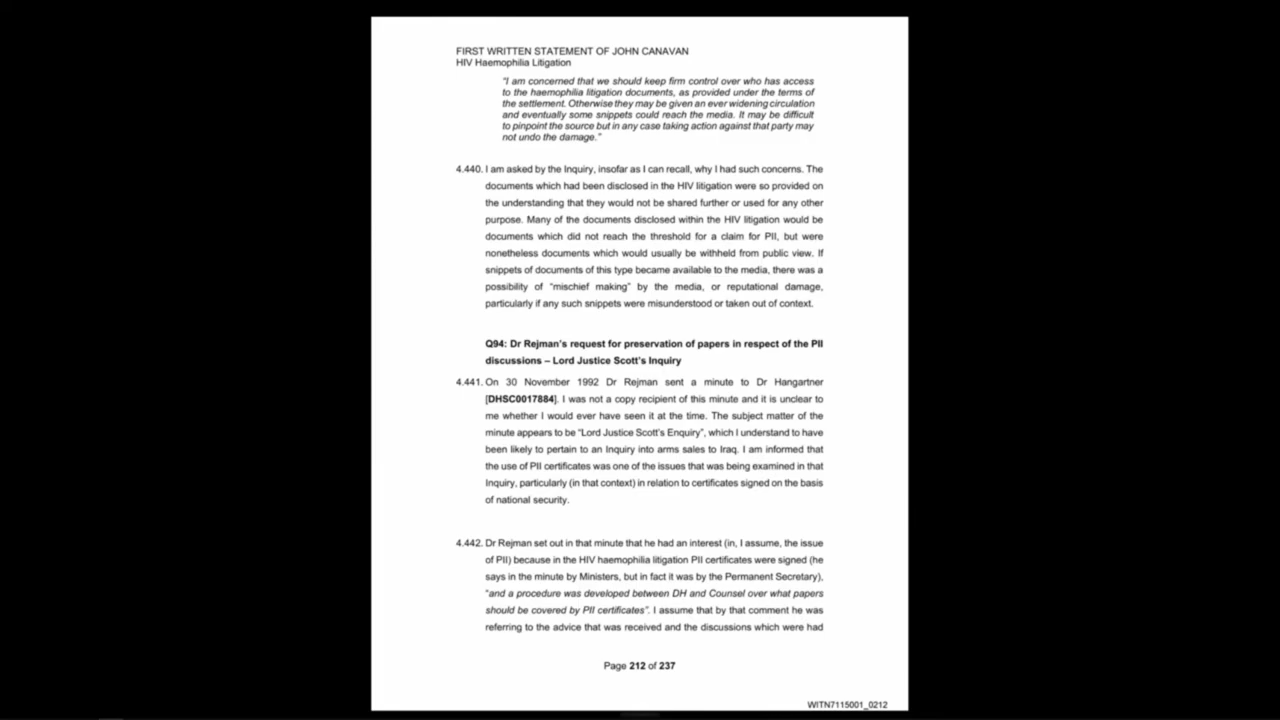 FIRST WRITTEN STATEMENT OF JOHN CANAVAN
HIV Haemophilia Litigation
"I am concerned that we should keep firm control over who has access
to the haemophilia litigation documents, as provided under the terms of
the settlement. Otherwise they may be given an ever widening circulation
and eventually some snippets could reach the media. It may be difficult
to pinpoint the source but in any case taking action against that party may
not undo the damage."
4.440. I am asked by the Inquiry, insofar as I can recall, why I had such concerns. The
documents which had been disclosed in the HIV litigation were so provided on
the understanding that they would not be shared further or used for any other
purpose. Many of the documents disclosed within the HIV litigation would be
documents which did not reach the threshold for a claim for PII, but were
nonetheless documents which would usually be withheld from public view. If
snippets of documents of this type became available to the media, there was a
possibility of "mischief making" by the media, or reputational damage,
particularly if any such snippets were misunderstood or taken out of context.
Q94: Dr Rejman's request for preservation of papers in respect of the PII
discussions – Lord Justice Scott's Inquiry
4.441. On 30 November 1992 Dr Rejman sent a minute to Dr Hangartner
[DHSC0017884]. I was not a copy recipient of this minute and it is unclear to
me whether I would ever have seen it at the time. The subject matter of the
minute appears to be "Lord Justice Scott's Enquiry", which I understand to have
been likely to pertain to an Inquiry into arms sales to Iraq. I am informed that
the use of PII certificates was one of the issues that was being examined in that
Inquiry, particularly (in that context) in relation to certificates signed on the basis
of national security.
4.442. Dr Rejman set out in that minute that he had an interest (in, I assume, the issue
of PII) because in the HIV haemophilia litigation PII certificates were signed (he
says in the minute by Ministers, but in fact it was by the Permanent Secretary),
"and a procedure was developed between DH and Counsel over what papers
should be covered by PII certificates". I assume that by that comment he was
referring to the advice that was received and the discussions which were had
Page 212 of 237
WITN7115001_0212